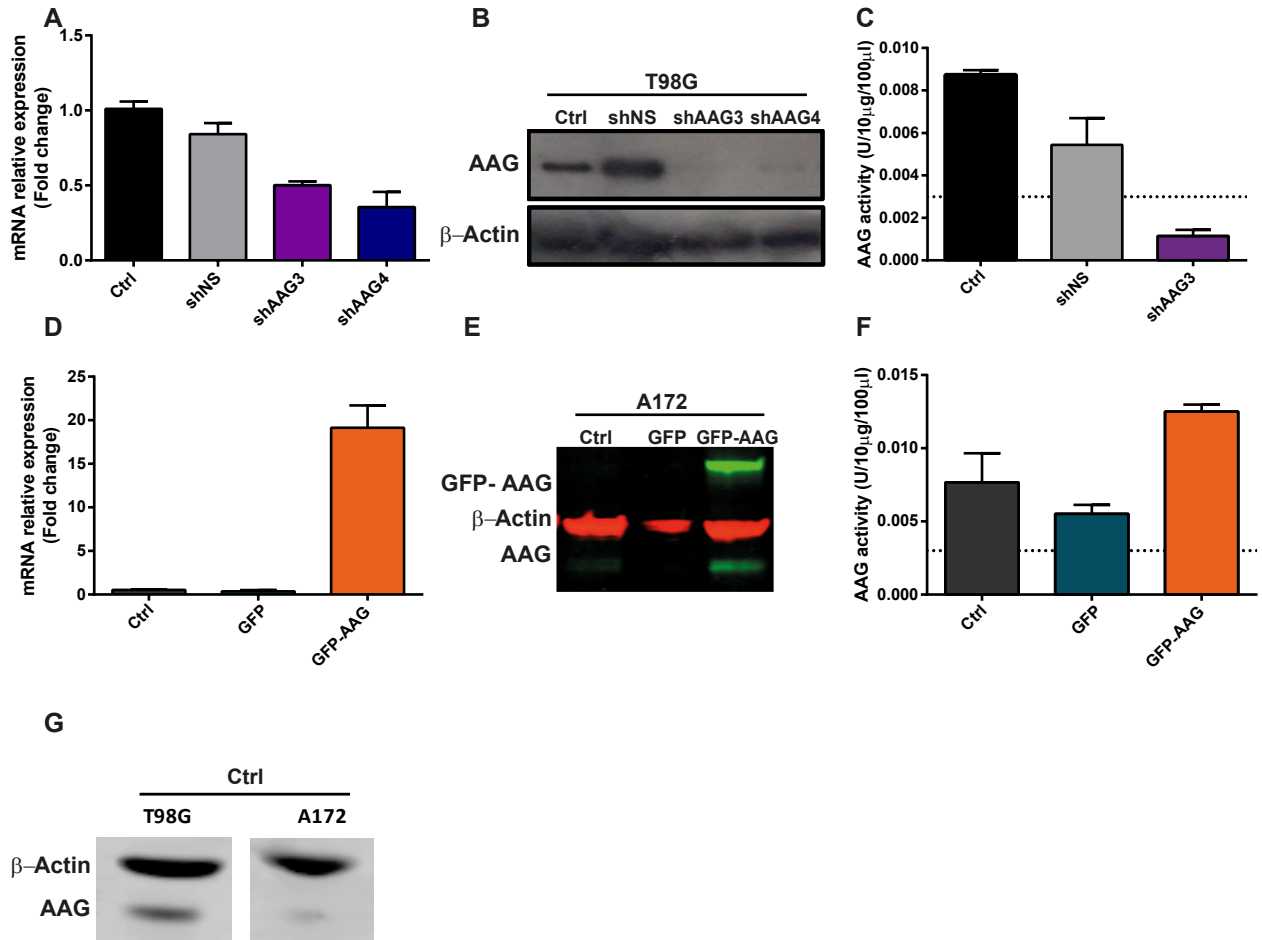 A
mRNA relative expression
(Fold change)
1.5
1.0
0.5
0.0
Ctrl
shNS
shAAG3
shAAG4
B
T98G
Ctrl shNS shAAG3 shAAG4
AAG
β–Actin
C
AAG activity (U/10μg/100μl)
0.010
0.008
0.006
0.004
0.002
0.000
Ctrl
shNS
shAAG3
D
mRNA relative expression
(Fold change)
25
20
15
10
5
0
Ctrl
GFP
GFP-AAG
E
A172
Ctrl GFP GFP-AAG
GFP- AAG
β–Actin
AAG
F
AAG activity (U/10μg/100μl)
0.015
0.010
0.005
0.000
Ctrl
GFP
GFP-AAG
G
Ctrl
T98G A172
β–Actin
AAG